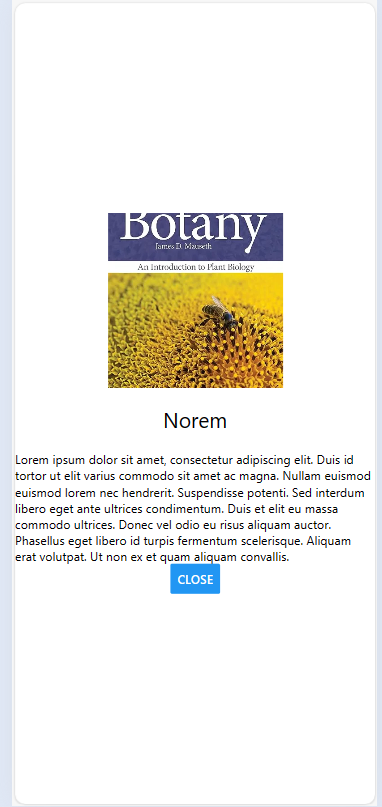 Botany
James D. Mauseth
An Introduction to Plant Biology
Norem
Lorem ipsum dolor sit amet, consectetur adipiscing elit. Duis id
tortor ut elit varius commodo sit amet ac magna. Nullam euismod
euismod lorem nec hendrerit. Suspendisse potenti. Sed interdum
libero eget ante ultrices condimentum. Duis et elit eu massa
commodo ultrices. Donec vel odio eu risus aliquam auctor.
Phasellus eget libero id turpis fermentum scelerisque. Aliquam
erat volutpat. Ut non ex et quam aliquam convallis.
CLOSE